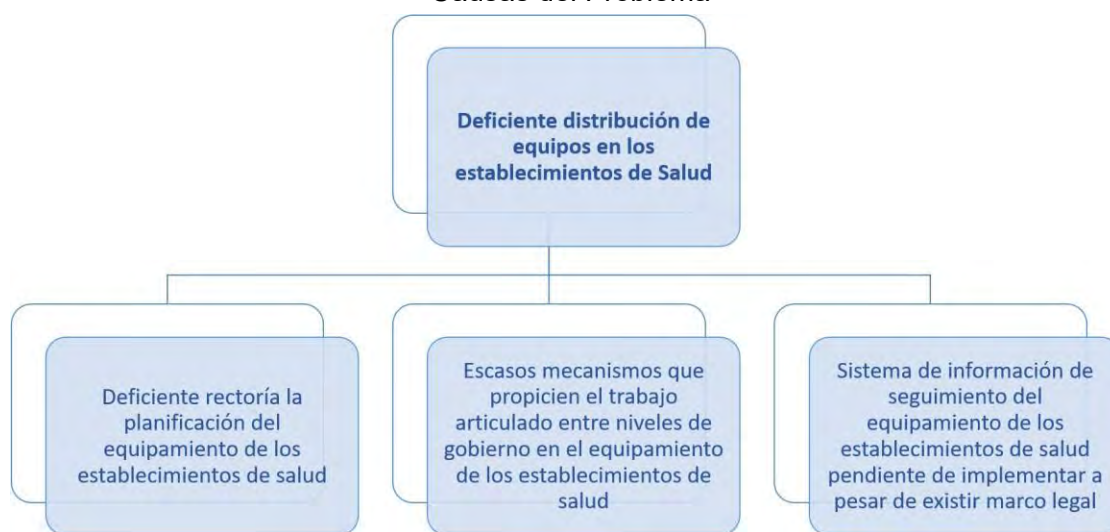 Causas del Problema
Deficiente distribución de
equipos en los
establecimientos de Salud
Deficiente rectoría la
planificación del
equipamiento de los
establecimientos de salud
Escasos mecanismos que
propicien el trabajo
articulado entre niveles de
gobierno en el equipamiento
de los establecimientos de
salud
Sistema de información de
seguimiento del
equipamiento de los
establecimientos de salud
pendiente de implementar a
pesar de existir marco legal